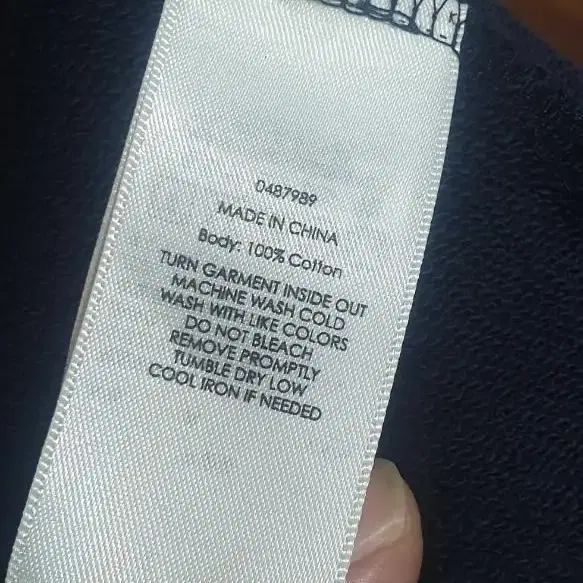 0487989
MADE IN CHINA
Body: 100% Cotton
TURN GARMENT INSIDE OUT
MACHINE WASH COLD
WASH WITH LIKE COLORS
DO NOT BLEACH
REMOVE PROMPTLY
TUMBLE DRY LOW
COOL IRON IF NEEDED